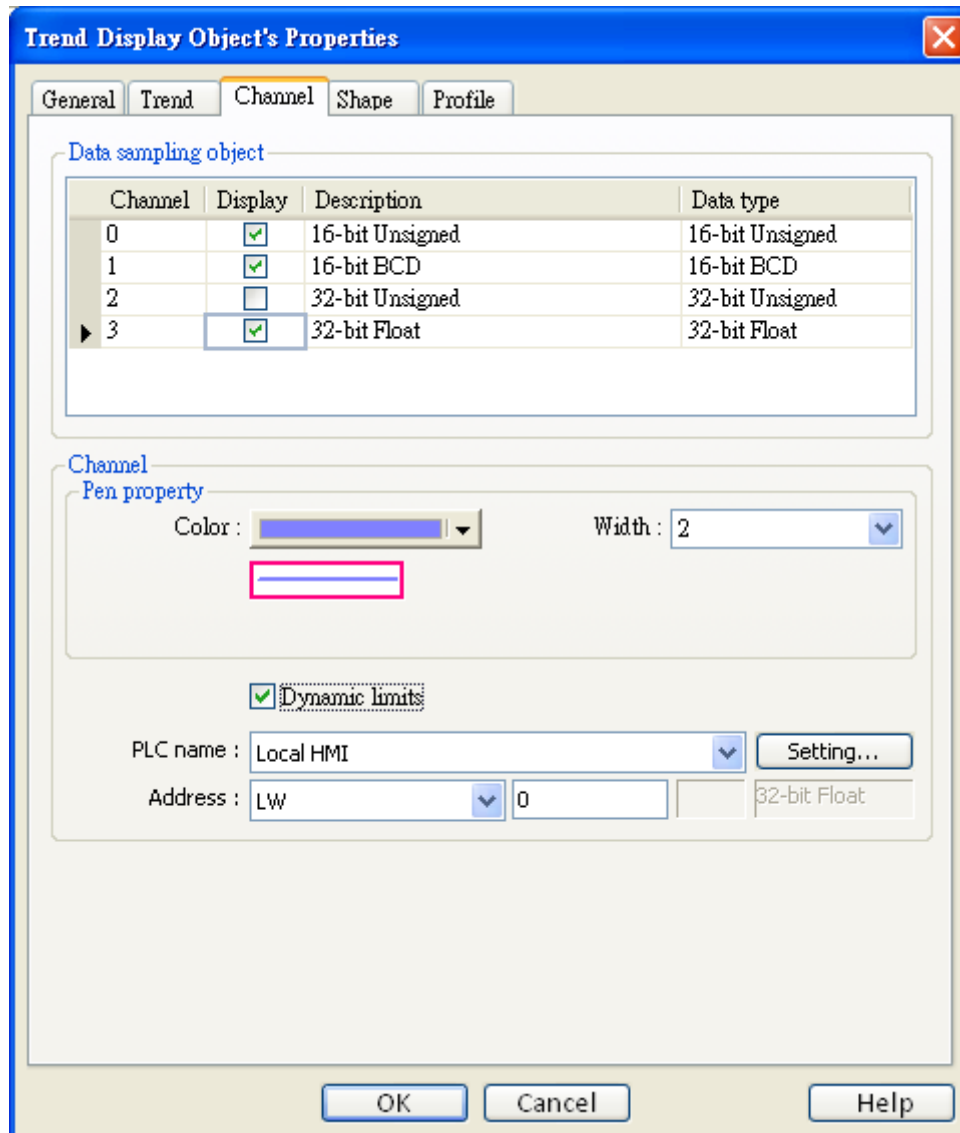 Trend Display Object's Properties
General Trend Channel Shape Profile
Data sampling object
Channel Display Description Data type
0 16-bit Unsigned 16-bit Unsigned
1 16-bit BCD 16-bit BCD
2 32-bit Unsigned 32-bit Unsigned
3 32-bit Float 32-bit Float
Channel
Pen property
Color : Width : 2
Dynamic limits
PLC name : Local HMI Setting...
Address : LW 0 32-bit Float
OK Cancel Help